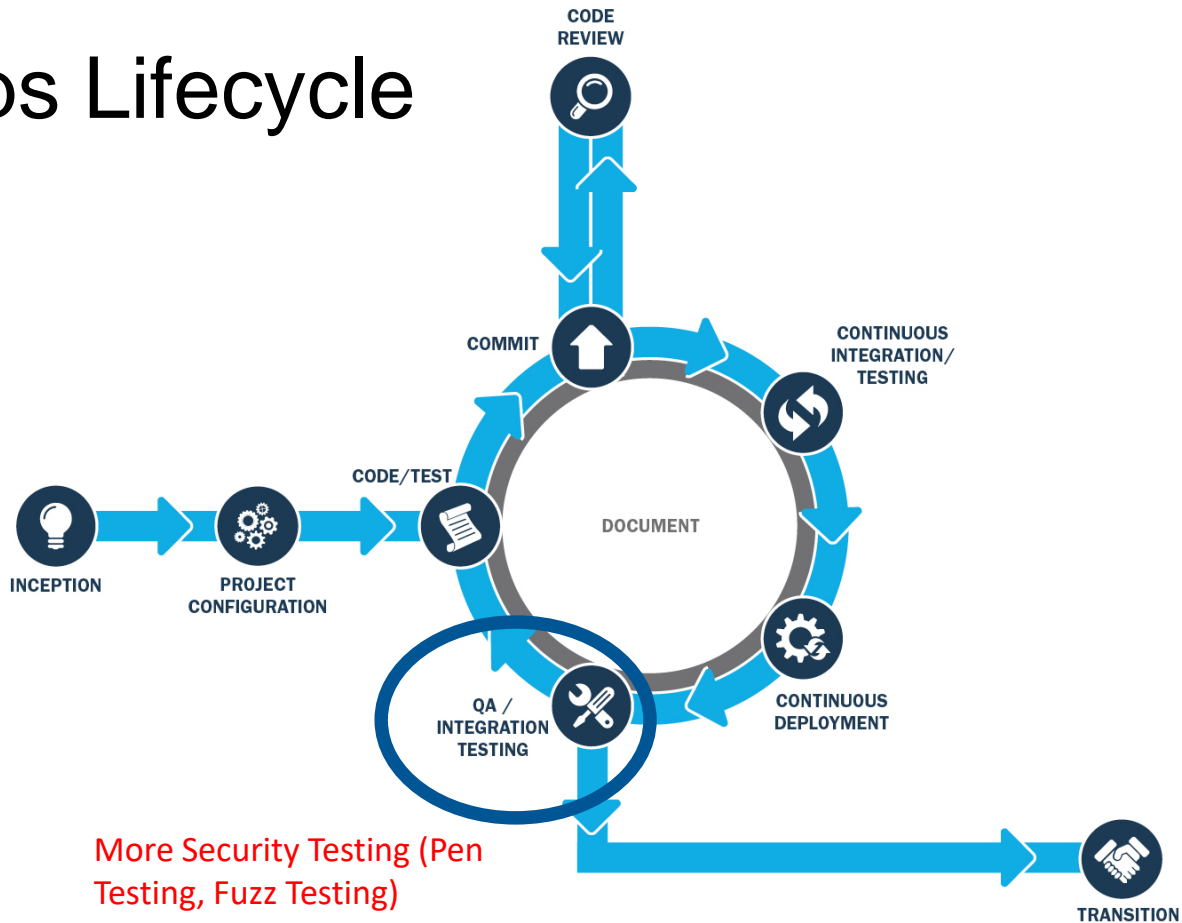 os Lifecycle
CODE
REVIEW
COMMIT
CONTINUOUS
INTEGRATION/
TESTING
CODE/TEST
DOCUMENT
INCEPTION
PROJECT
CONFIGURATION
QA /
INTEGRATION
TESTING
CONTINUOUS
DEPLOYMENT
More Security Testing (Pen
Testing, Fuzz Testing)
TRANSITION